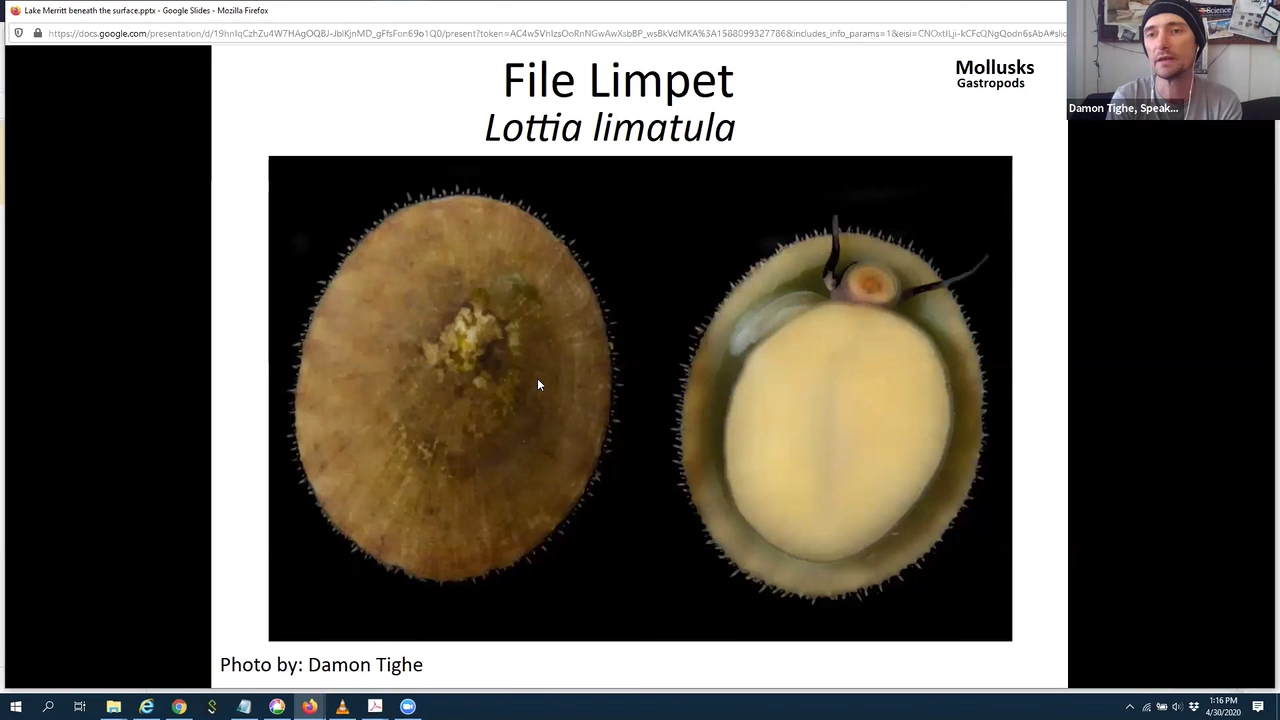 Lake Merritt beneath the surface.pptx - Google Slides - Mozilla Firefox
Mollusks
Gastropods
File Limpet
Lottia limatula
Science
Damon Tighe, Speak...
Photo by: Damon Tighe
1:16 PM
4/30/2020